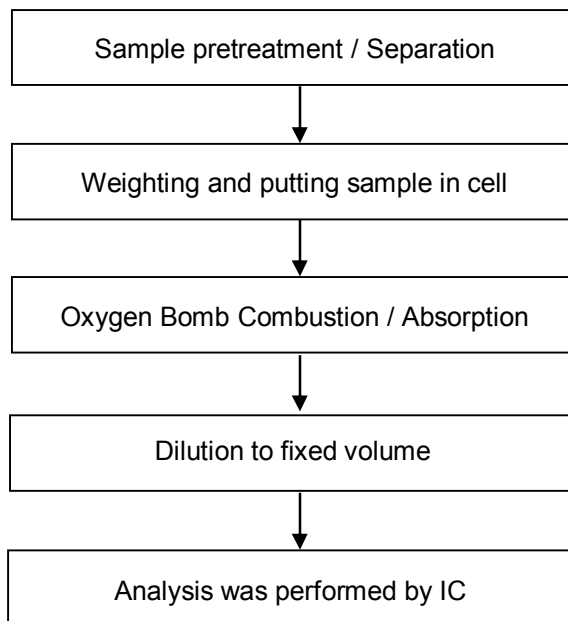 Sample pretreatment / Separation
Weighting and putting sample in cell
Oxygen Bomb Combustion / Absorption
Dilution to fixed volume
Analysis was performed by IC